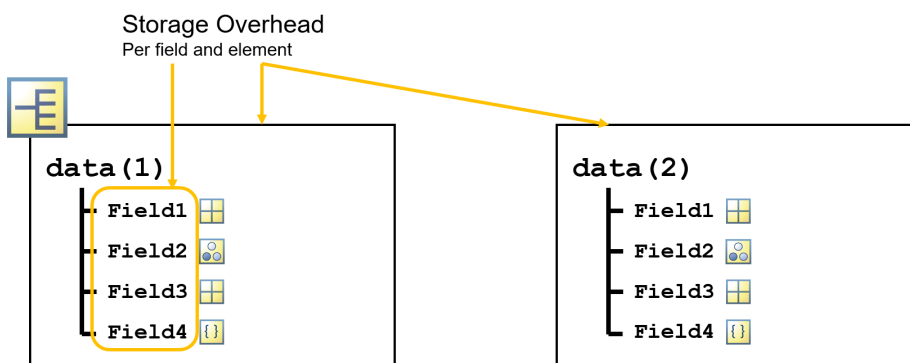 Storage Overhead
Per field and element
data(1)
Field1
Field2
Field3
Field4 {}
data(2)
Field1
Field2
Field3
Field4 {}